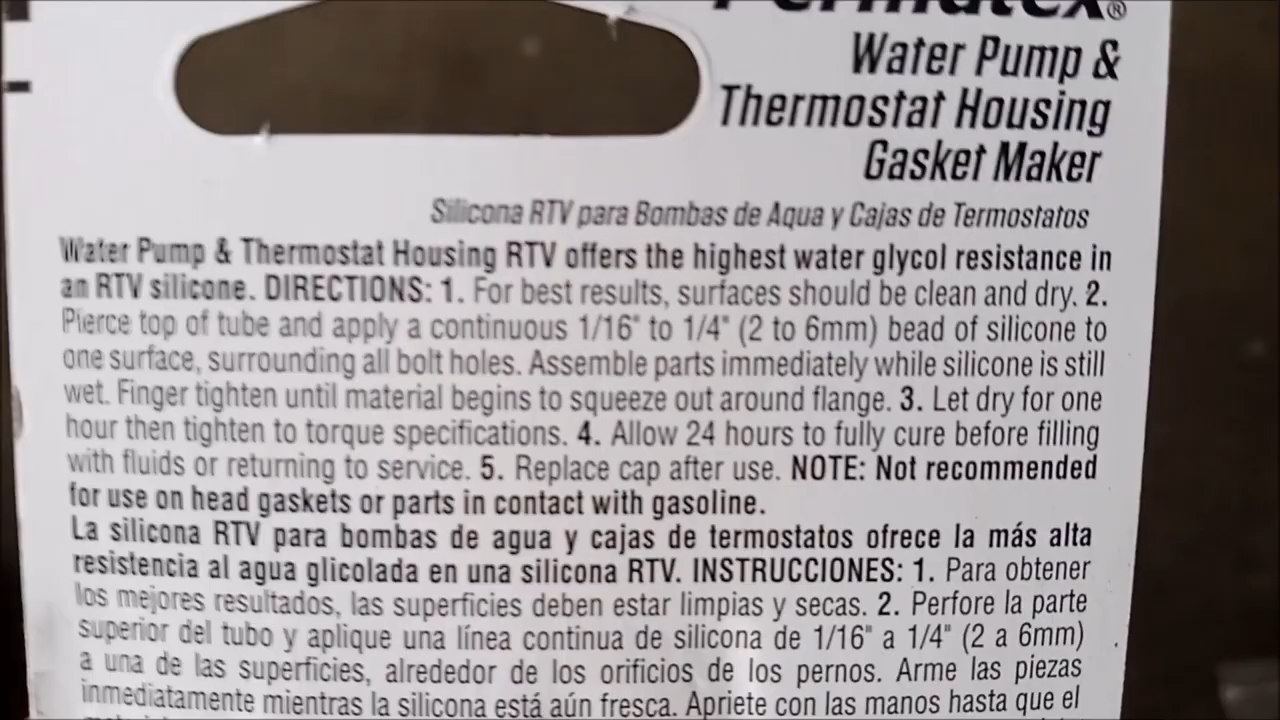 Permatex®
Water Pump &
Thermostat Housing
Gasket Maker
Silicona RTV para Bombas de Aqua y Cajas de Termostatos
Water Pump & Thermostat Housing RTV offers the highest water glycol resistance in
an RTV silicone. DIRECTIONS: 1. For best results, surfaces should be clean and dry. 2.
Pierce top of tube and apply a continuous 1/16" to 1/4" (2 to 6mm) bead of silicone to
one surface, surrounding all bolt holes. Assemble parts immediately while silicone is still
wet. Finger tighten until material begins to squeeze out around flange. 3. Let dry for one
hour then tighten to torque specifications. 4. Allow 24 hours to fully cure before filling
with fluids or returning to service. 5. Replace cap after use. NOTE: Not recommended
for use on head gaskets or parts in contact with gasoline.
La silicona RTV para bombas de agua y cajas de termostatos ofrece la más alta
resistencia al agua glicolada en una silicona RTV. INSTRUCCIONES: 1. Para obtener
los mejores resultados, las superficies deben estar limpias y secas. 2. Perfore la parte
superior del tubo y aplique una línea continua de silicona de 1/16" a 1/4" (2 a 6mm)
a una de las superficies, alrededor de los orificios de los pernos. Arme las piezas
inmediatamente mientras la silicona está aún fresca. Apriete con las manos hasta que el